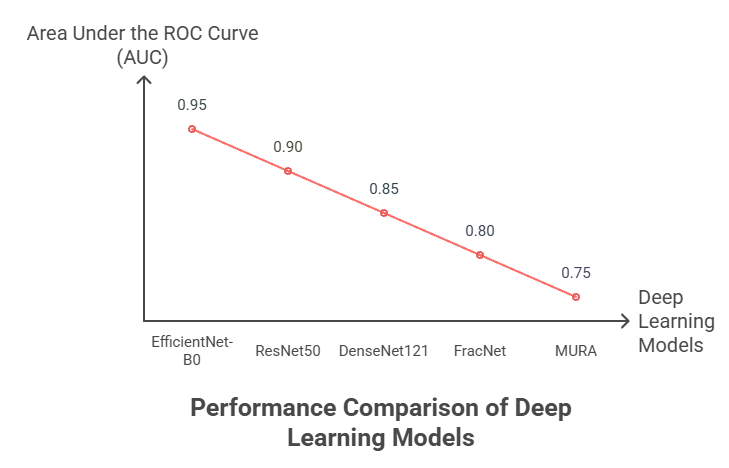 Area Under the ROC Curve
(AUC)
0.95
0.90
0.85
0.80
0.75
Deep
Learning
Models
EfficientNet-
B0
ResNet50
DenseNet121
FracNet
MURA
Performance Comparison of Deep
Learning Models